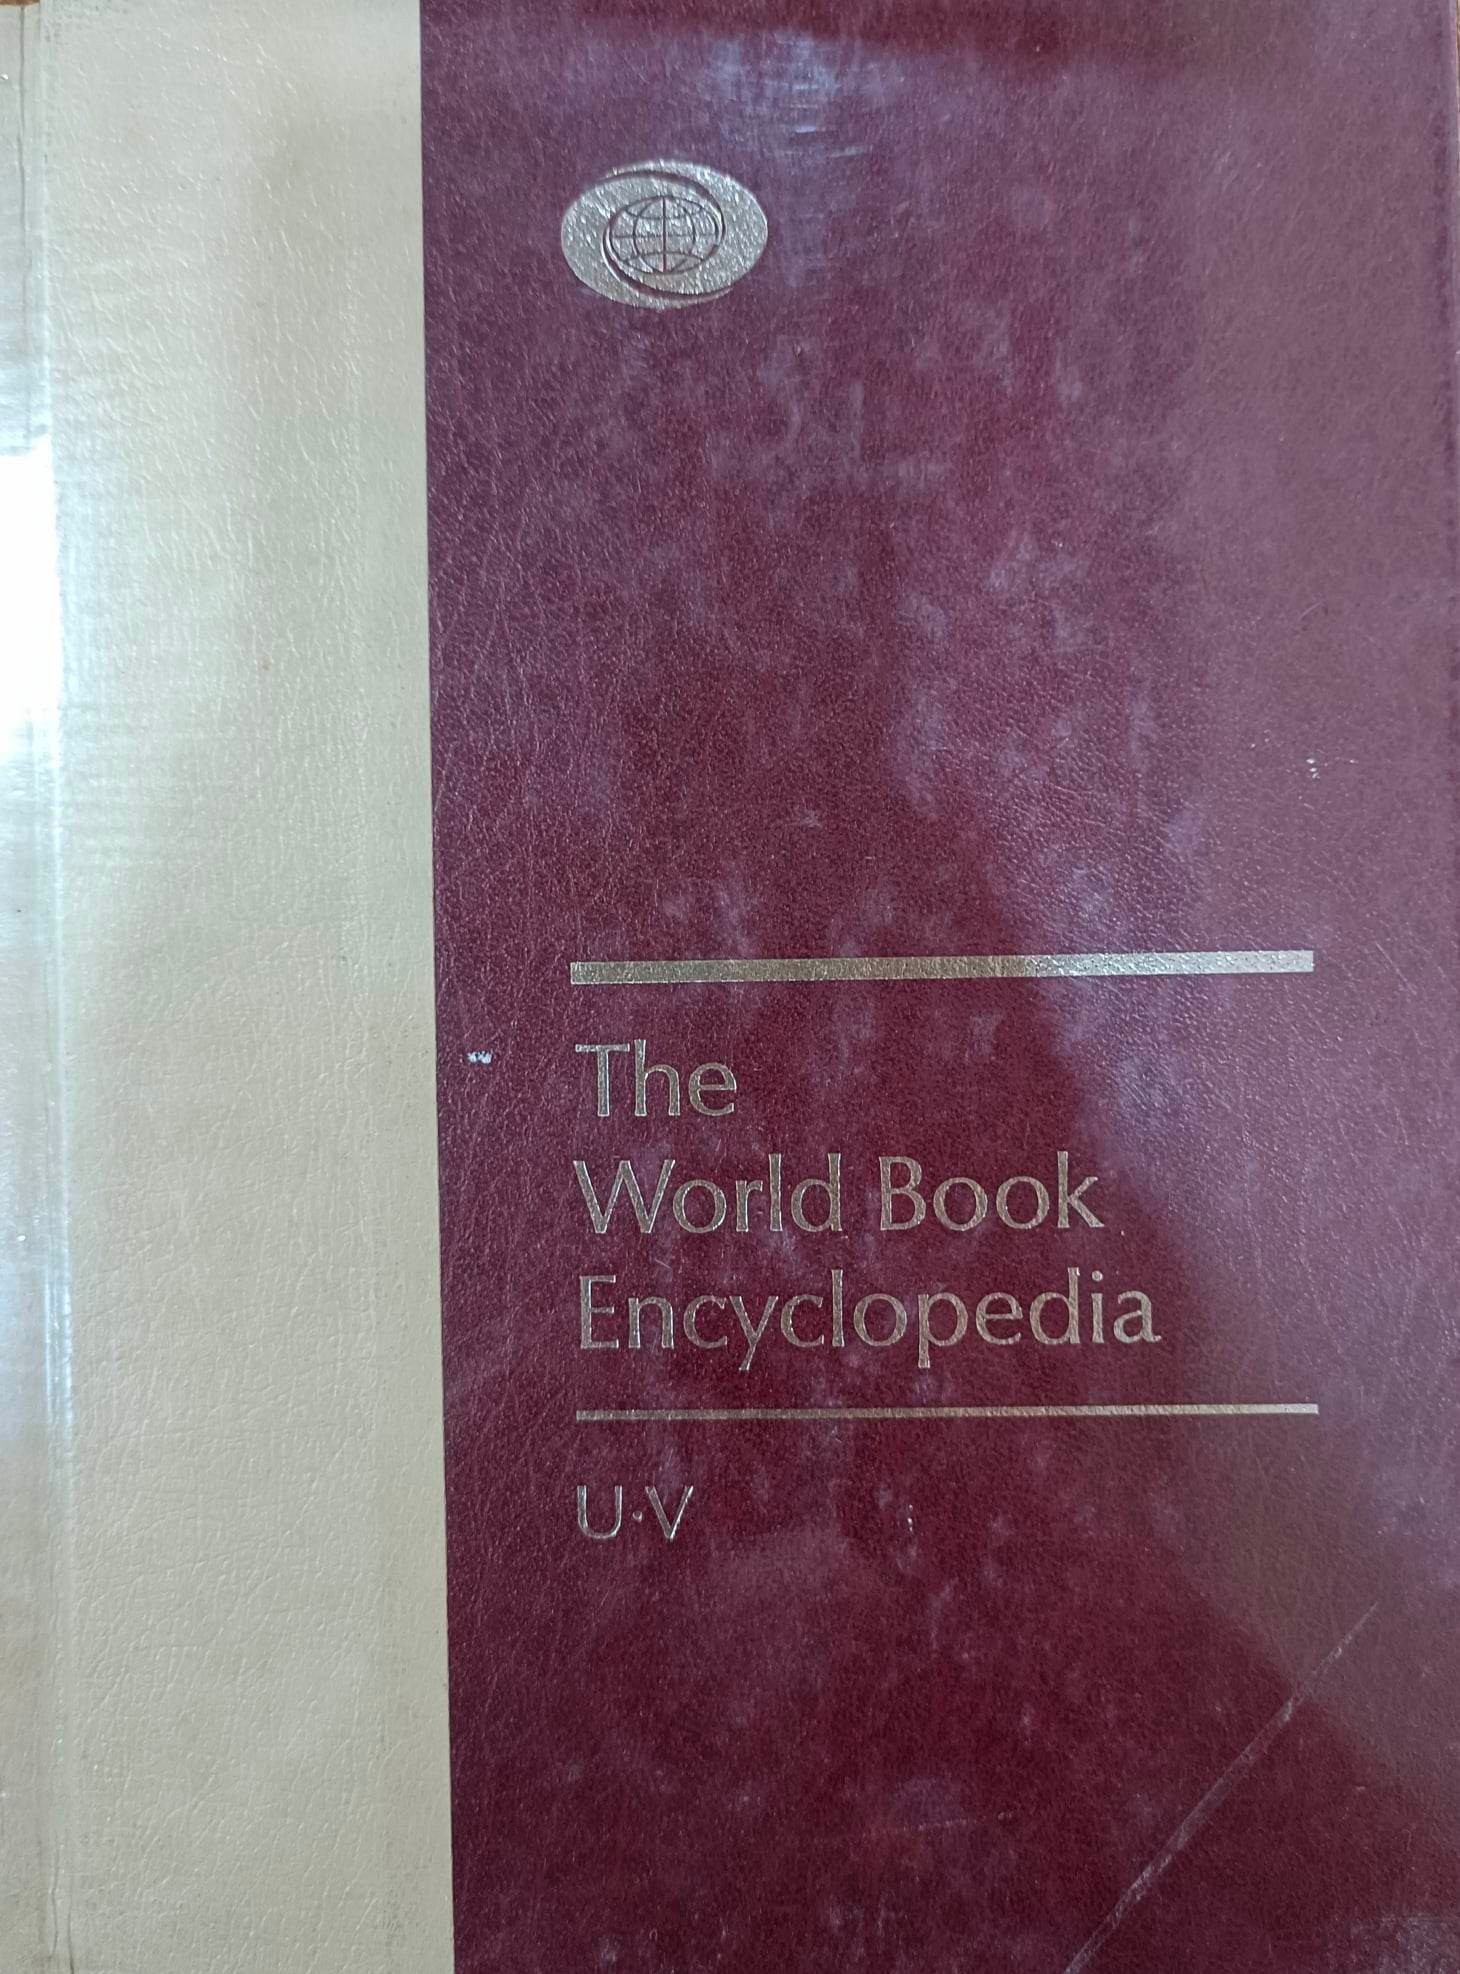 The
World Book
Encyclopedia
U·V